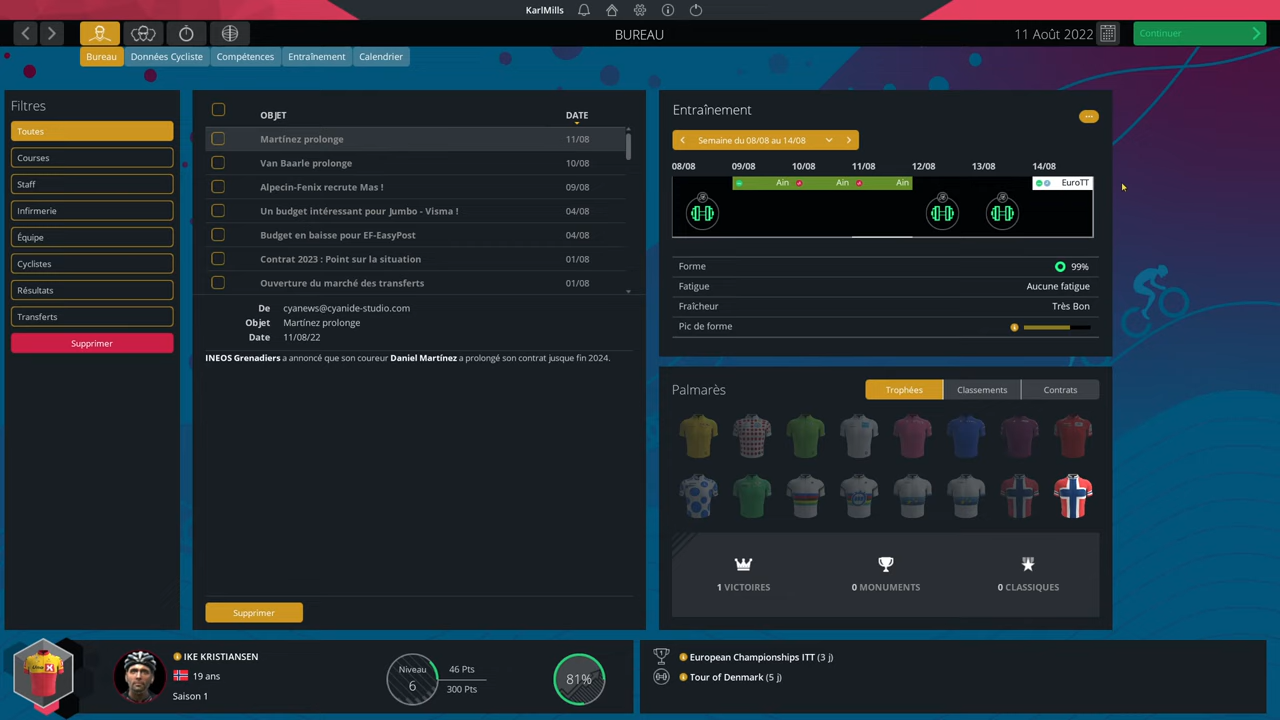 KarlMills
BUREAU
11 Août 2022
Continuer
Bureau
Données Cycliste
Compétences
Entraînement
Calendrier
Filtres
Toutes
Courses
Staff
Infirmerie
Équipe
Cyclistes
Résultats
Transferts
Supprimer
OBJET DATE
Martínez prolonge 11/08
Van Baarle prolonge 10/08
Alpecin-Fenix recrute Mas ! 09/08
Un budget intéressant pour Jumbo - Visma ! 04/08
Budget en baisse pour EF-EasyPost 04/08
Contrat 2023 : Point sur la situation 01/08
Ouverture du marché des transferts 01/08
De cyanews@cyanide-studio.com
Objet Martínez prolonge
Date 11/08/22
INEOS Grenadiers a annoncé que son coureur Daniel Martínez a prolongé son contrat jusque fin 2024.
Supprimer
Entraînement
Semaine du 08/08 au 14/08
08/08 09/08 10/08 11/08 12/08 13/08 14/08
Ain Ain Ain EuroTT
Forme 99%
Fatigue Aucune fatigue
Fraîcheur Très Bon
Pic de forme
Palmarès
Trophées Classements Contrats
1 VICTOIRES 0 MONUMENTS 0 CLASSIQUES
IKE KRISTIANSEN
19 ans
Saison 1
Niveau
6
46 Pts
300 Pts
81%
European Championships ITT (3 j)
Tour of Denmark (5 j)